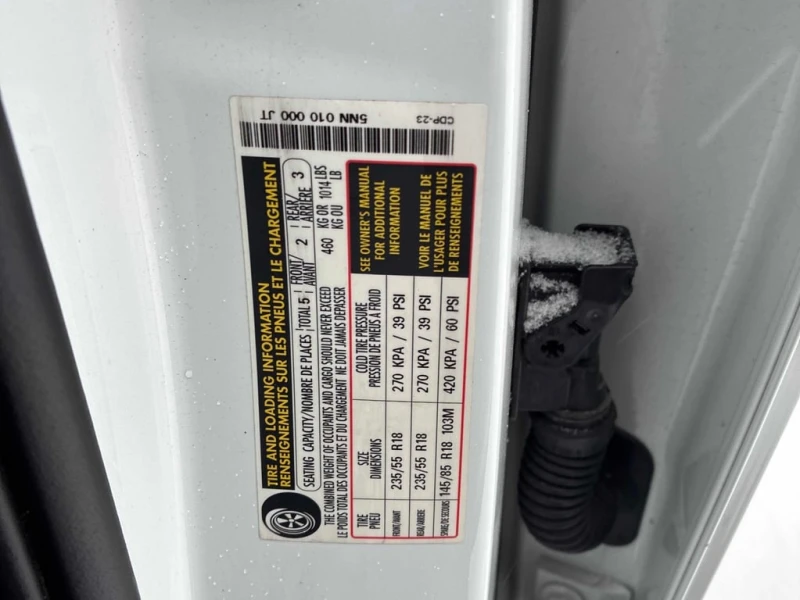 TIRE AND LOADING INFORMATION
RENSEIGNEMENTS SUR LES PNEUS ET LE CHARGEMENT
SEATING CAPACITY/NOMBRE DE PLACES TOTAL 5 FRONT/AVANT 2 REAR/ARRIÈRE 3
THE COMBINED WEIGHT OF OCCUPANTS AND CARGO SHOULD NEVER EXCEED 460 KG OR 1014 LBS
LE POIDS TOTAL DES OCCUPANTS ET DU CHARGEMENT NE DOIT JAMAIS DEPASSER KG OU LB
TIRE
PNEU
SIZE
DIMENSIONS
COLD TIRE PRESSURE
PRESSION DE PNEUS À FROID
FRONT/AVANT 235/55 R18 270 KPA / 39 PSI
REAR/ARRIÈRE 235/55 R18 270 KPA / 39 PSI
SPARE/DE SECOURS 145/85 R18 103M 420 KPA / 60 PSI
SEE OWNER'S MANUAL
FOR ADDITIONAL
INFORMATION
VOIR LE MANUEL DE
L'USAGER POUR PLUS
DE RENSEIGNEMENTS
5NN 010 000 JT
CDP-23